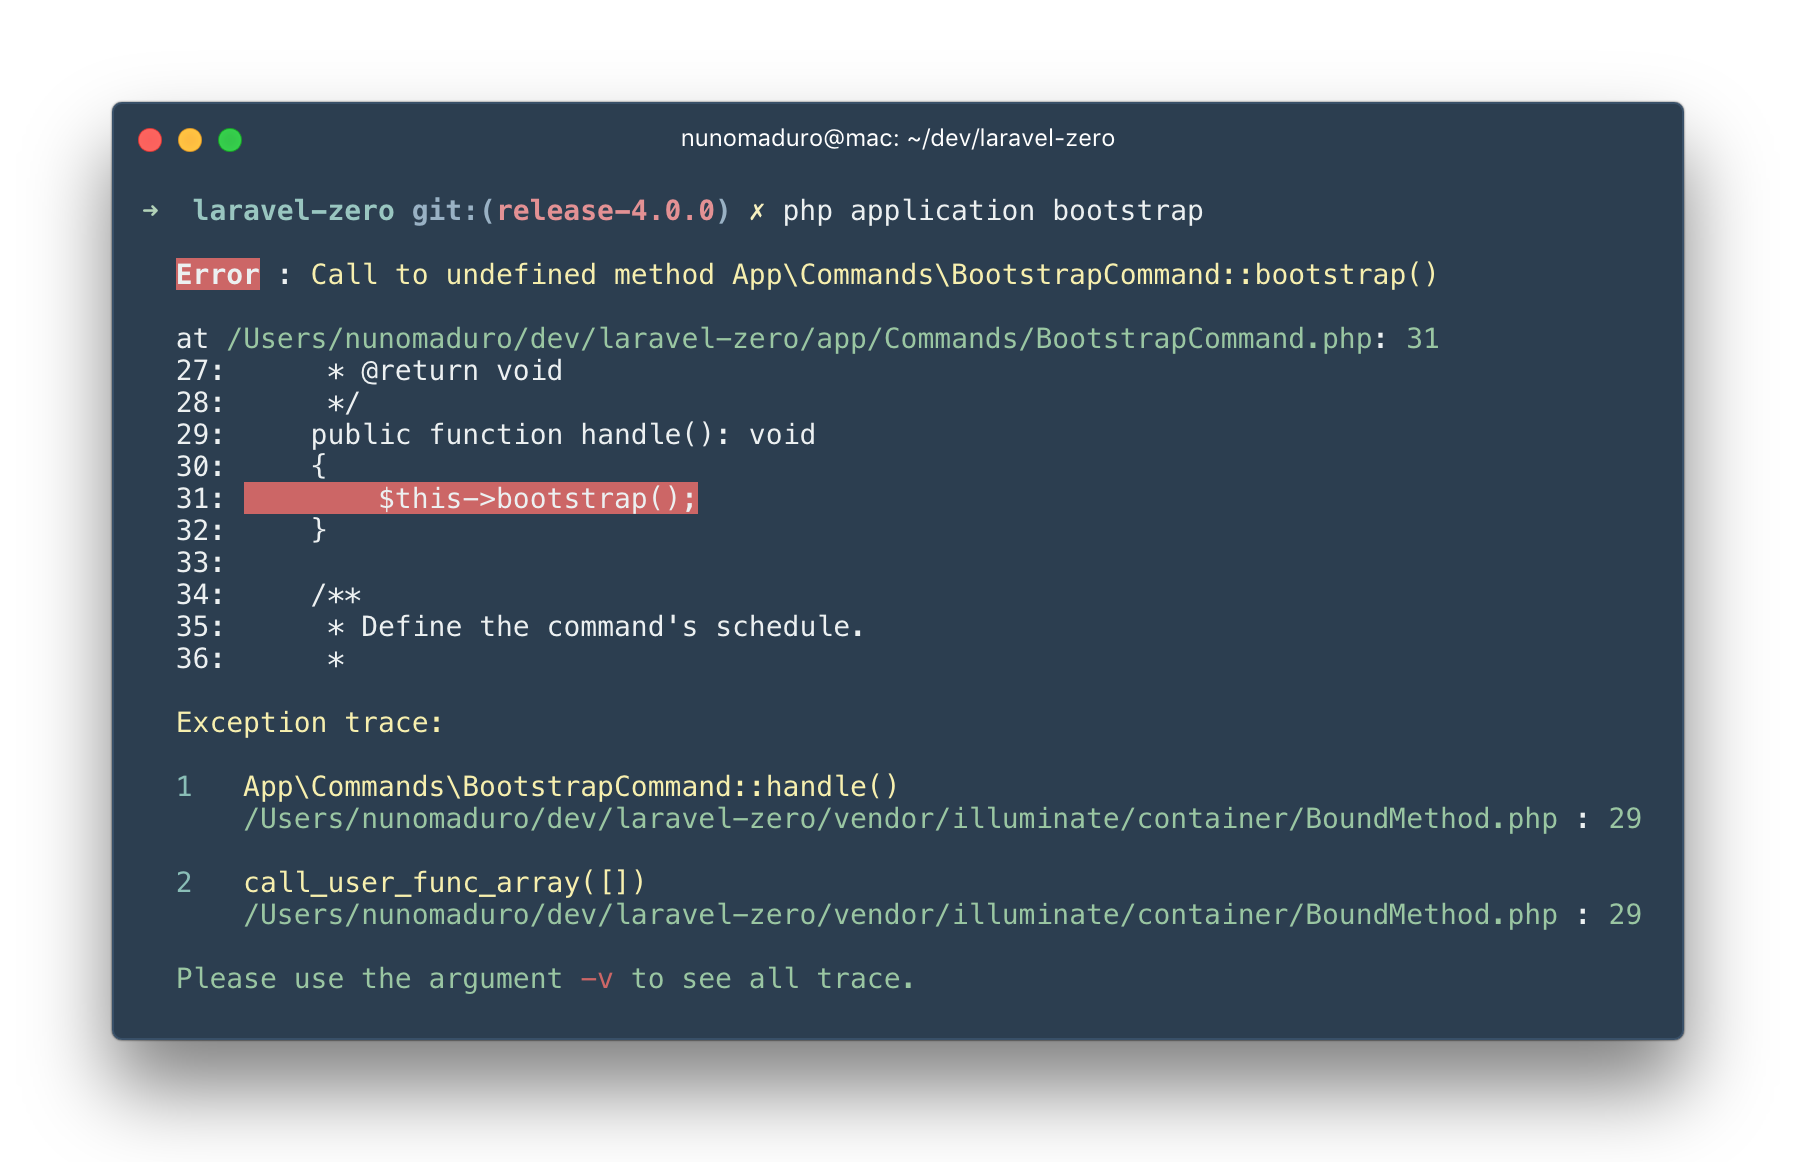 nunomaduro@mac: ~/dev/laravel-zero
➜  laravel-zero git:(release-4.0.0) ✗ php application bootstrap
Error : Call to undefined method App\Commands\BootstrapCommand::bootstrap()
at /Users/nunomaduro/dev/laravel-zero/app/Commands/BootstrapCommand.php: 31
27:      * @return void
28:      */
29:     public function handle(): void
30:     {
31:         $this->bootstrap();
32:     }
33:
34:     /**
35:      * Define the command's schedule.
36:      *
Exception trace:
1   App\Commands\BootstrapCommand::handle()
    /Users/nunomaduro/dev/laravel-zero/vendor/illuminate/container/BoundMethod.php : 29
2   call_user_func_array([])
    /Users/nunomaduro/dev/laravel-zero/vendor/illuminate/container/BoundMethod.php : 29
Please use the argument -v to see all trace.